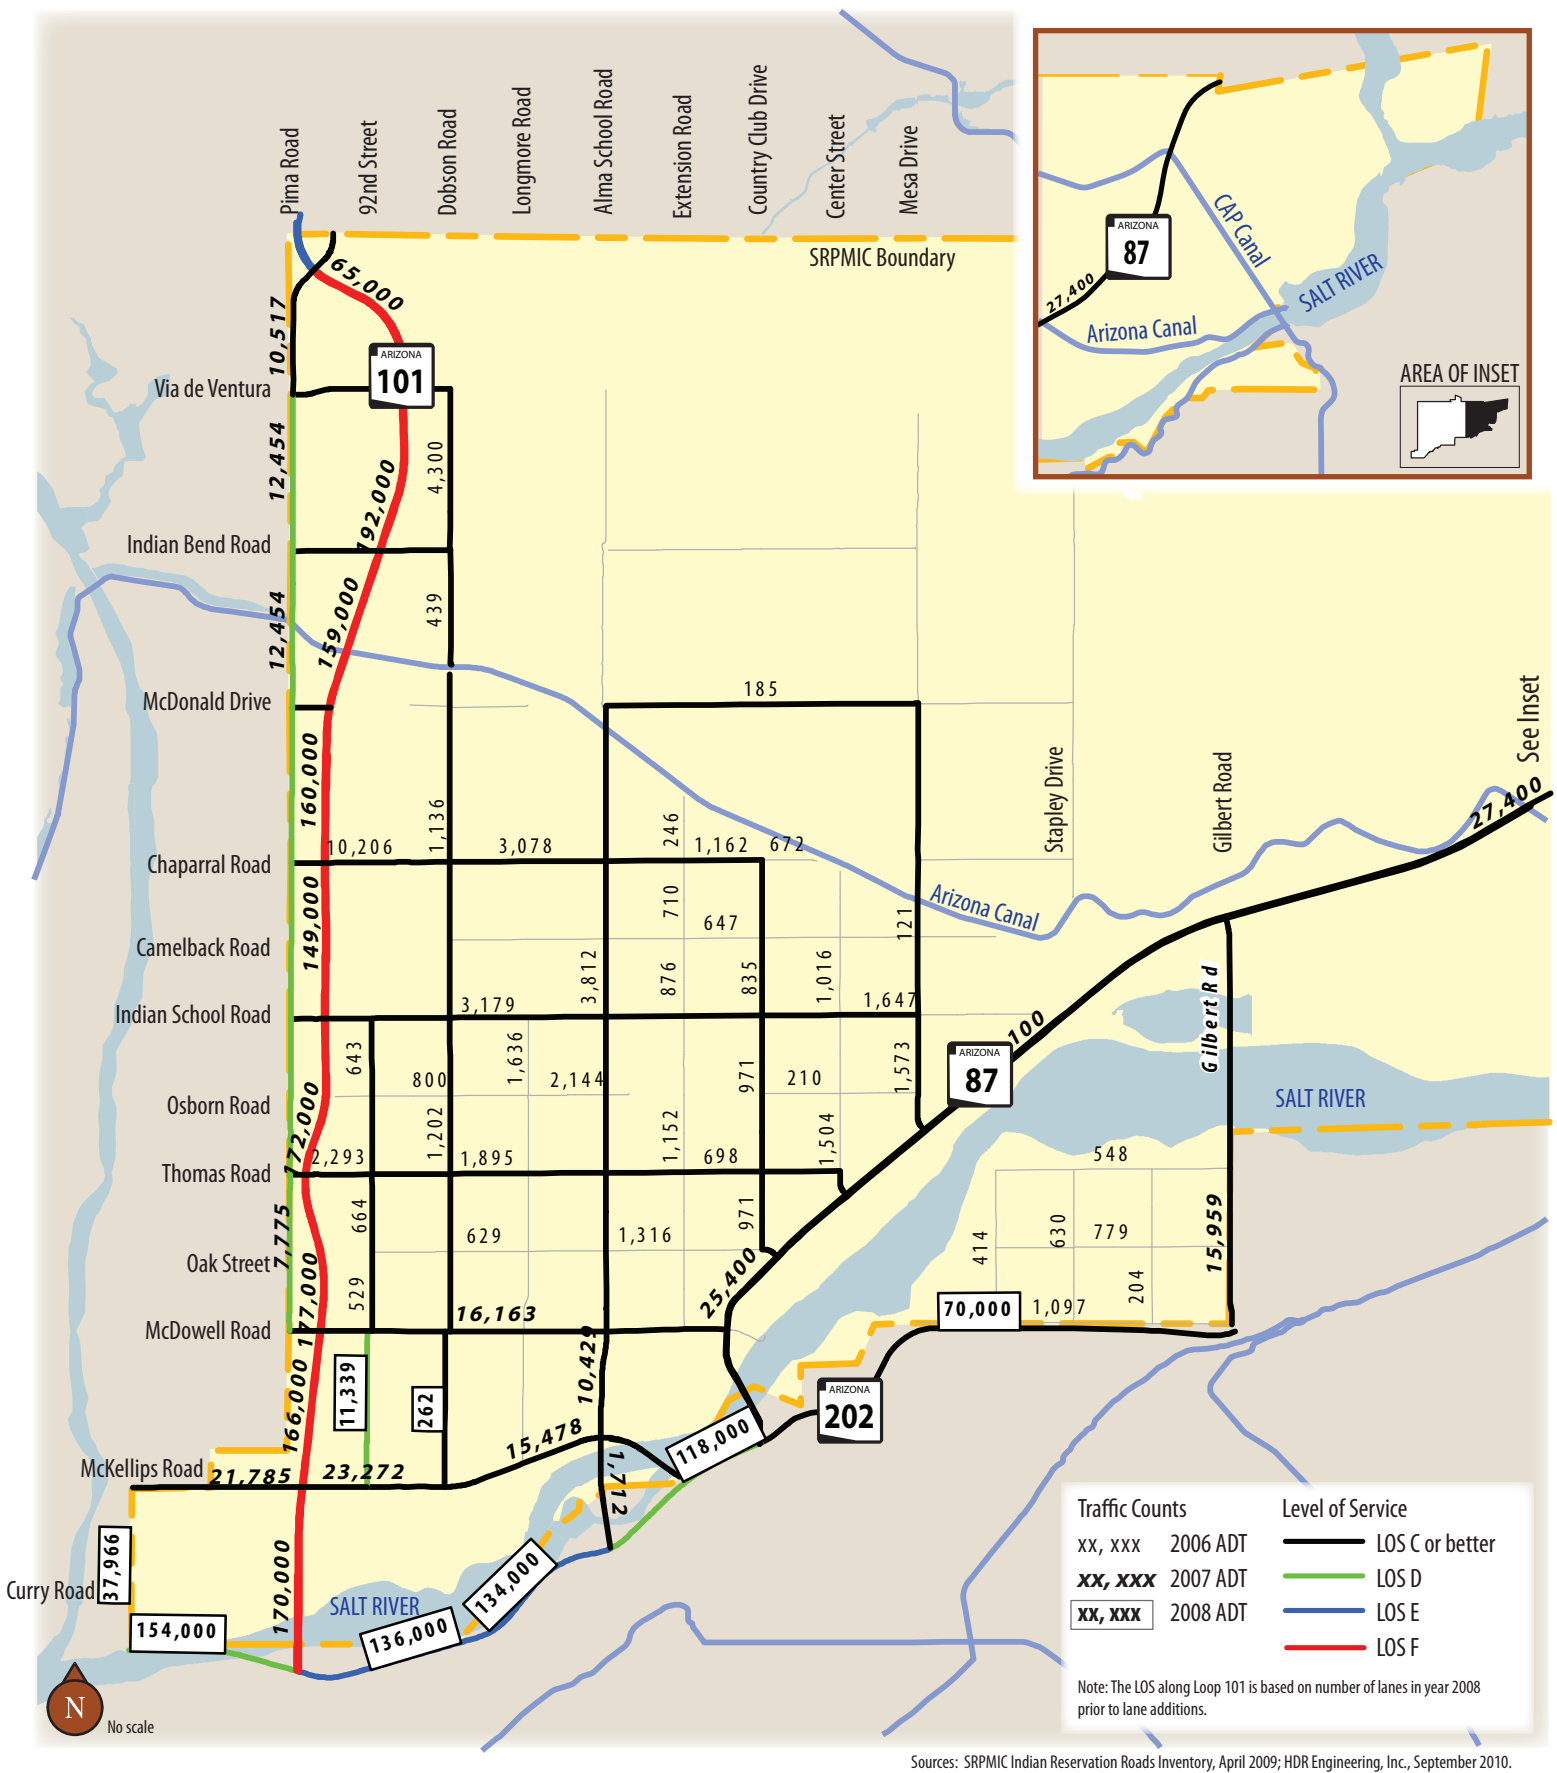 Pima Road
92nd Street
Dobson Road
Longmore Road
Alma School Road
Extension Road
Country Club Drive
Center Street
Mesa Drive
SRPMIC Boundary
ARIZONA
87
27,400
CAP Canal
SALT RIVER
Arizona Canal
AREA OF INSET
65,000
10,517
Via de Ventura
ARIZONA
101
12,454
4,300
192,000
Indian Bend Road
12,454
159,000
439
McDonald Drive
185
See Inset
160,000
Stapley Drive
Gilbert Road
27,400
10,206
1,136
3,078
246
1,162
672
Chaparral Road
149,000
710
647
121
Arizona Canal
Camelback Road
3,812
876
835
1,016
1,647
Gilbert Rd
Indian School Road
3,179
100
643
1,636
800
2,144
971
210
1,573
ARIZONA
87
SALT RIVER
Osborn Road
172,000
1,202
1,152
1,504
Thomas Road
2,293
1,895
698
548
7,775
664
629
1,316
971
414
630
779
15,959
Oak Street
177,000
529
25,400
204
McDowell Road
16,163
70,000
1,097
166,000
11,339
262
10,429
ARIZONA
202
McKellips Road
21,785
23,272
15,478
1,712
118,000
37,966
Curry Road
170,000
154,000
SALT RIVER
136,000
134,000
N
No scale
Traffic Counts
Level of Service
xx, xxx 2006 ADT
LOS C or better
xx, xxx 2007 ADT
LOS D
xx, xxx 2008 ADT
LOS E
LOS F
Note: The LOS along Loop 101 is based on number of lanes in year 2008
prior to lane additions.
Sources: SRPMIC Indian Reservation Roads Inventory, April 2009; HDR Engineering, Inc., September 2010.